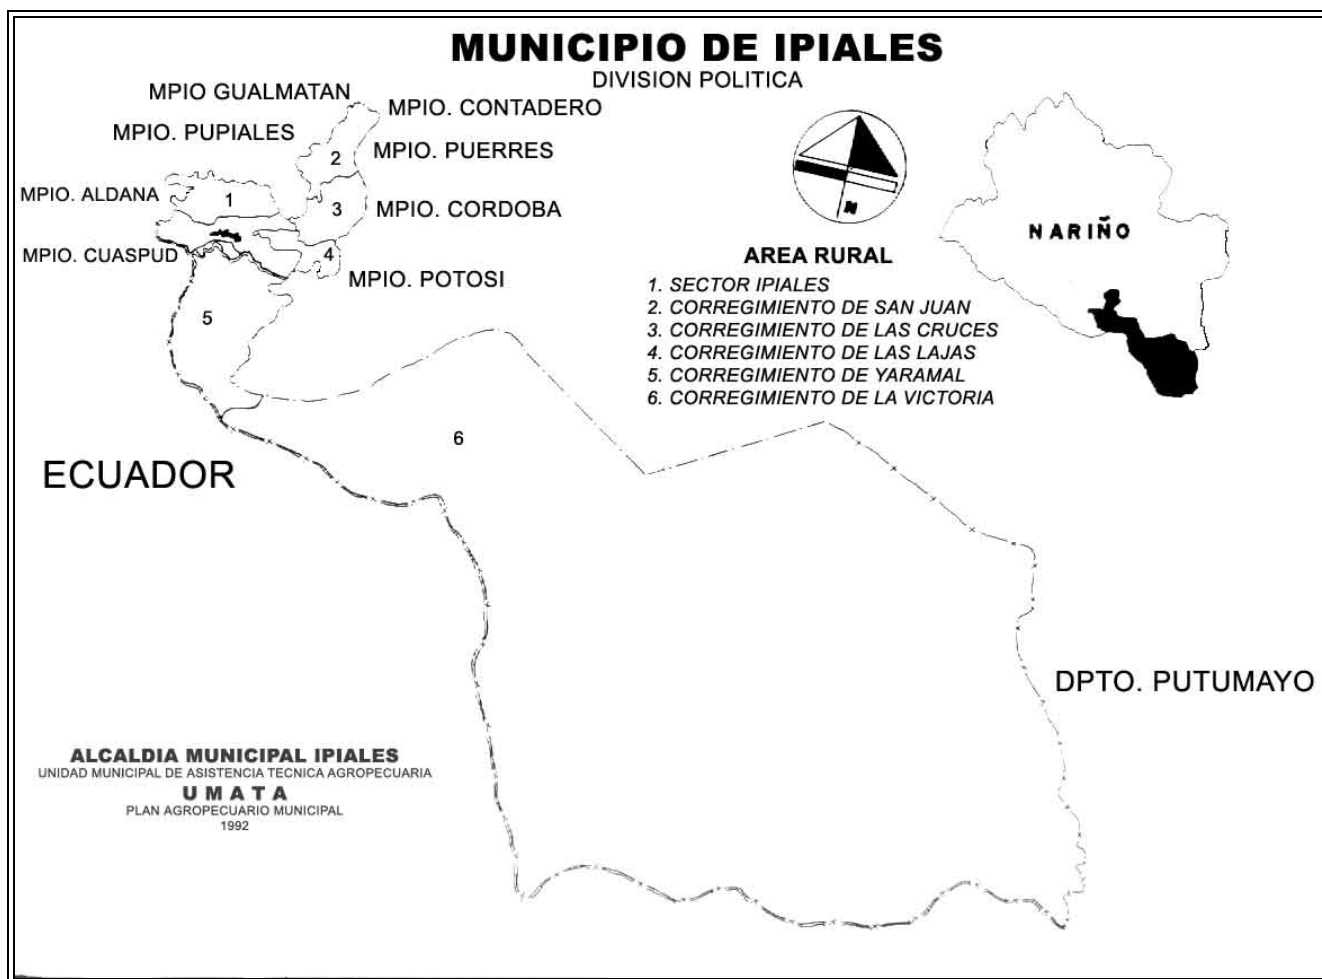 MUNICIPIO DE IPIALES
DIVISION POLITICA
MPIO GUALMATAN
MPIO. CONTADERO
MPIO. PUPIALES
MPIO. PUERRES
2
MPIO. ALDANA
1
3
MPIO. CORDOBA
MPIO. CUASPUD
4
MPIO. POTOSI
5
6
N
NARIÑO
AREA RURAL
1. SECTOR IPIALES
2. CORREGIMIENTO DE SAN JUAN
3. CORREGIMIENTO DE LAS CRUCES
4. CORREGIMIENTO DE LAS LAJAS
5. CORREGIMIENTO DE YARAMAL
6. CORREGIMIENTO DE LA VICTORIA
ECUADOR
DPTO. PUTUMAYO
ALCALDIA MUNICIPAL IPIALES
UNIDAD MUNICIPAL DE ASISTENCIA TECNICA AGROPECUARIA
U M A T A
PLAN AGROPECUARIO MUNICIPAL
1992